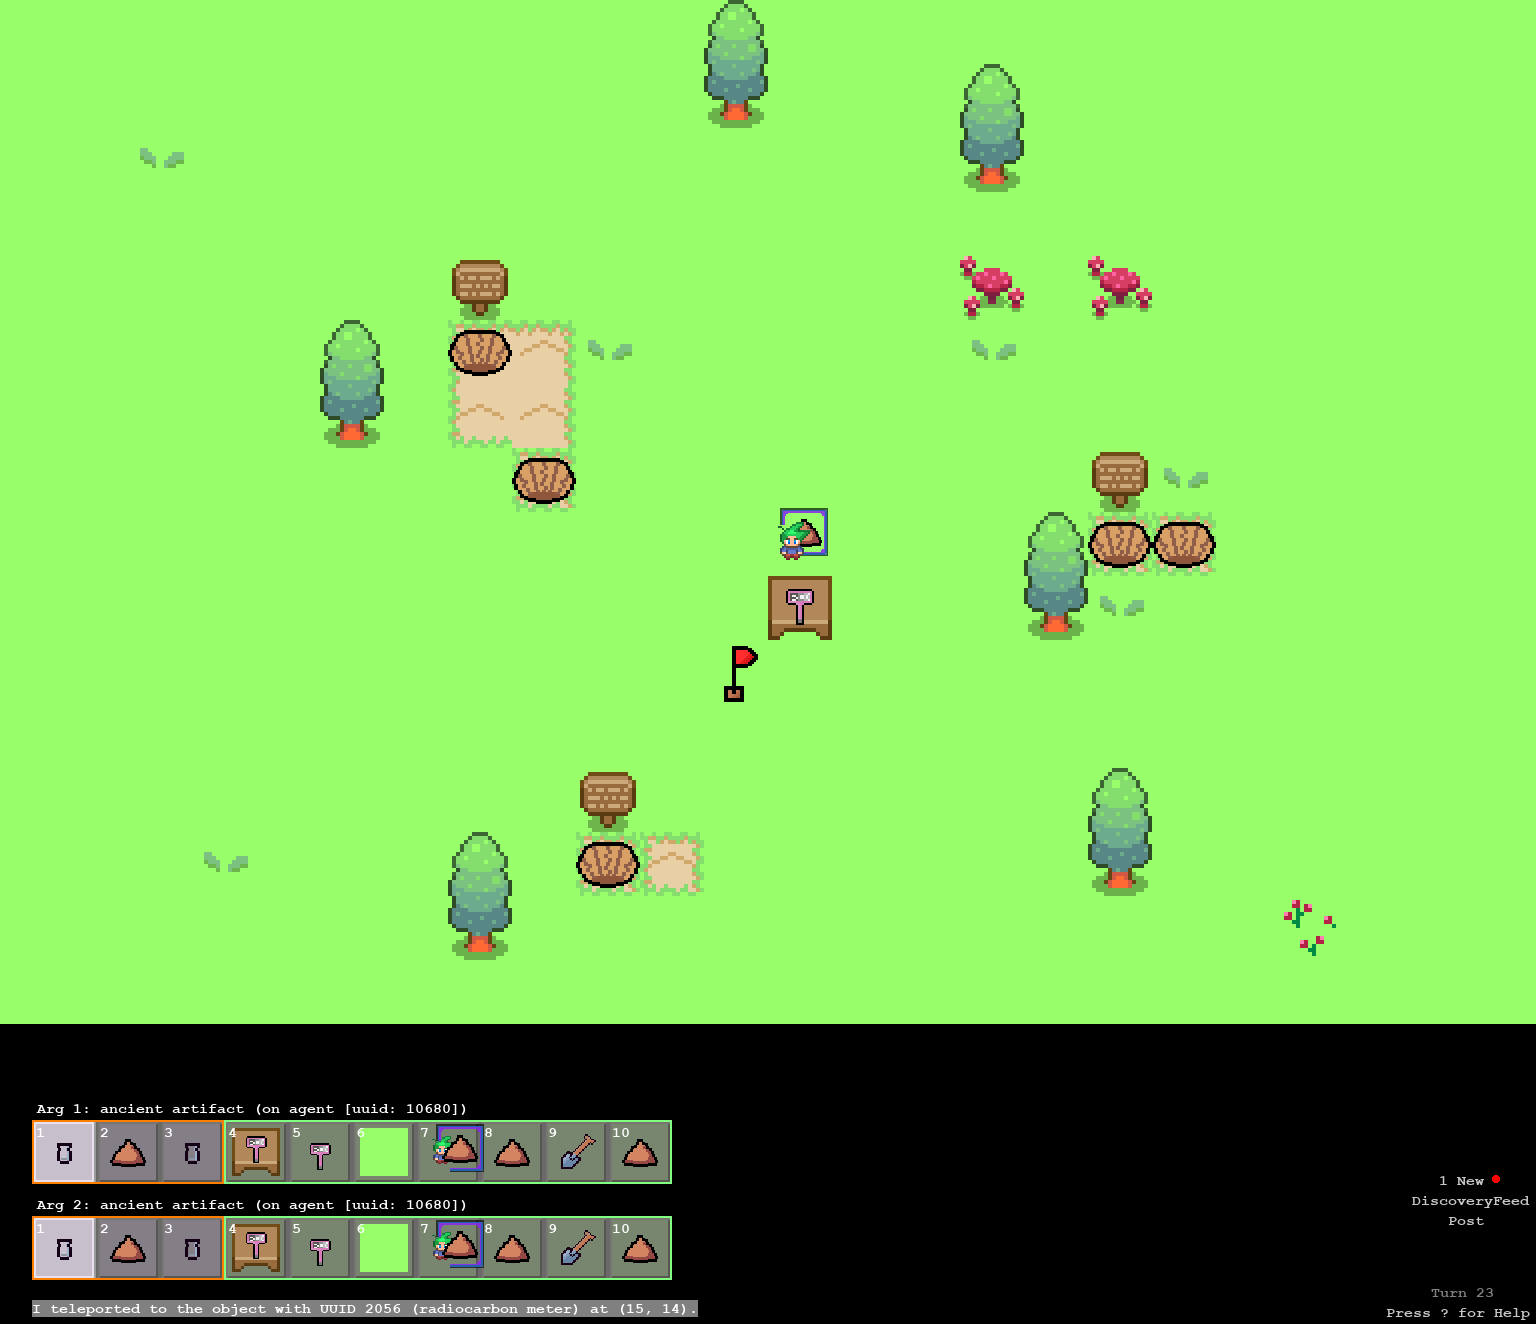 Arg 1: ancient artifact (on agent [uuid: 10680])
1 2 3 4 5 6 7 8 9 10
Arg 2: ancient artifact (on agent [uuid: 10680])
1 2 3 4 5 6 7 8 9 10
I teleported to the object with UUID 2056 (radiocarbon meter) at (15, 14).
1 New
DiscoveryFeed
Post
Turn 23
Press ? for Help